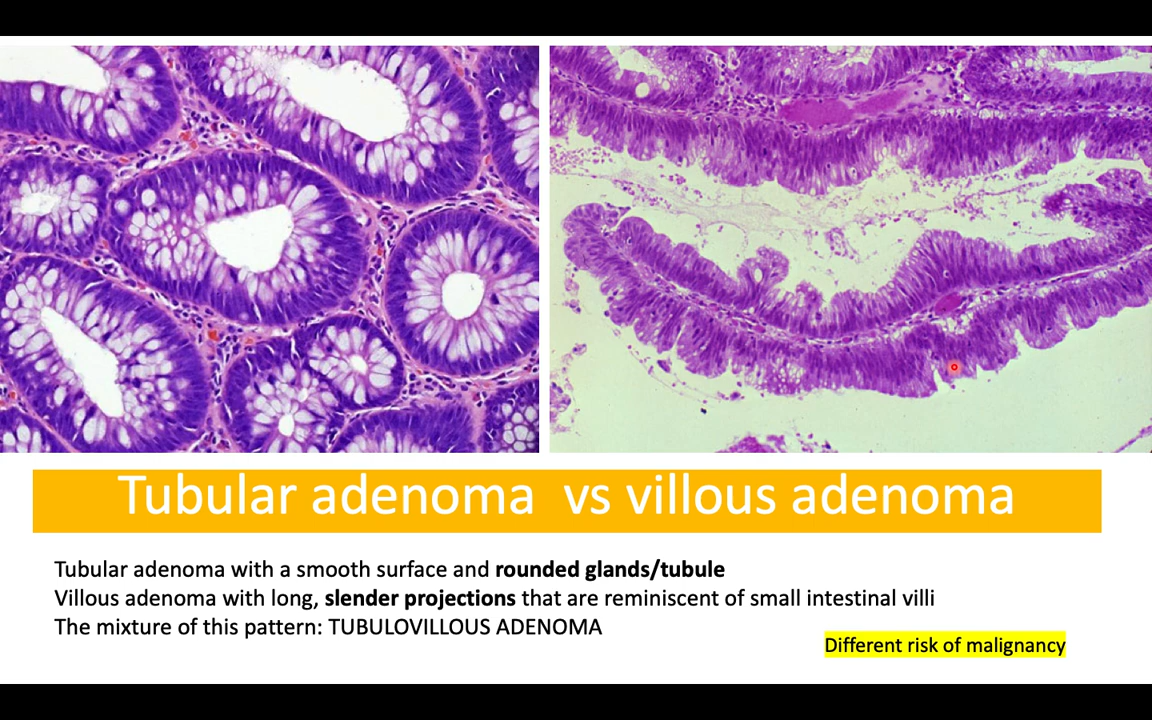 Tubular adenoma  vs villous adenoma
Tubular adenoma with a smooth surface and rounded glands/tubule
Villous adenoma with long, slender projections that are reminiscent of small intestinal villi
The mixture of this pattern: TUBULOVILLOUS ADENOMA
Different risk of malignancy